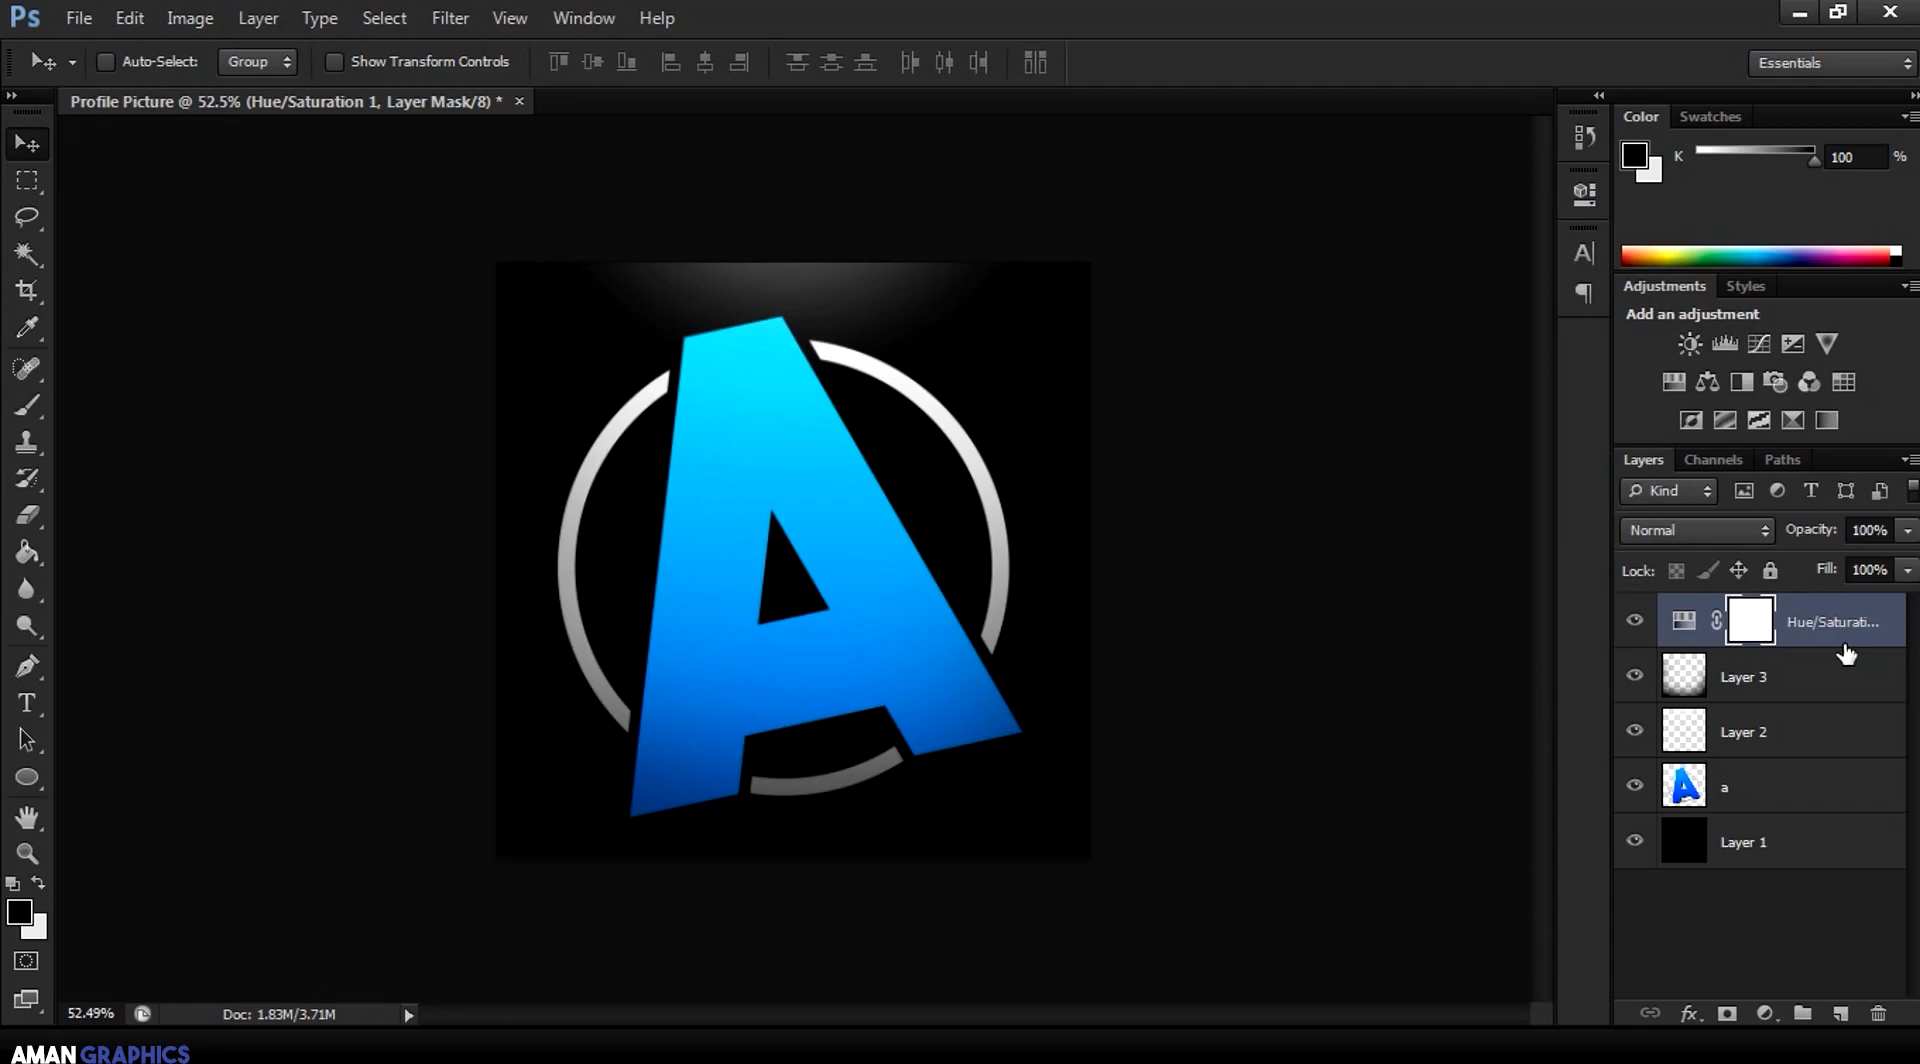 Ps File Edit Image Layer Type Select Filter View Window Help
Auto-Select: Group Show Transform Controls Essentials
Profile Picture @ 52.5% (Hue/Saturation 1, Layer Mask/8) * ×
Color Swatches
K 100 %
A
Adjustments Styles
Add an adjustment
Layers Channels Paths
Kind
Normal Opacity: 100%
Lock: Fill: 100%
Hue/Saturati...
Layer 3
Layer 2
a
Layer 1
52.49% Doc: 1.83M/3.71M
fx
AMAN GRAPHICS